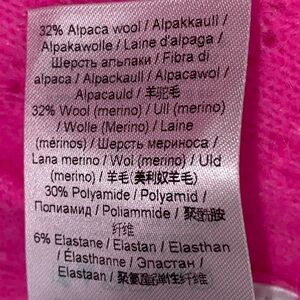 32% Alpaca wool / Alpakkaull /
Alpakawolle / Laine d'alpaga /
Шерсть альпаки / Fibra di
alpaca / Alpackaull / Alpacawol /
Alpacauld / 羊驼毛
32% Wool (merino) / Ull (merino)
/ Wolle (Merino) / Laine
(mérinos) / Шерсть мериноса /
Lana merino / Wol (merino) / Uld
(merino) / 羊毛(美利奴羊毛)
30% Polyamide / Polyamid /
Полиамид / Poliammide / 聚酰胺
纤维
6% Elastane / Elastan / Elasthan
/ Élasthanne / Эластан /
Elastaan / 聚氨酯弹性纤维